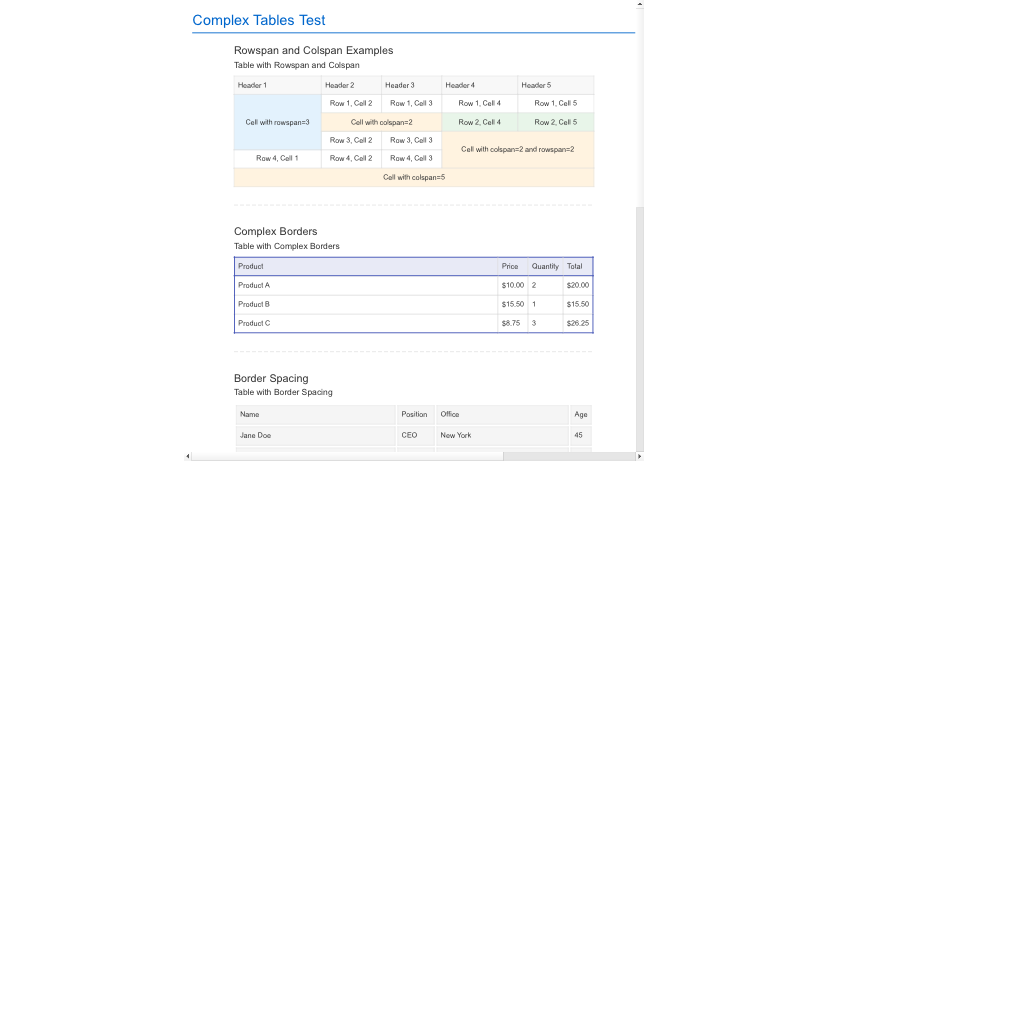 Complex Tables Test
Rowspan and Colspan Examples
Table with Rowspan and Colspan
Header 1 Header 2 Header 3 Header 4 Header 5
Row 1, Cell 2 Row 1, Cell 3 Row 1, Cell 4 Row 1, Cell 5
Cell with rowspan=3 Cell with colspan=2 Row 2, Cell 4 Row 2, Cell 5
Row 3, Cell 2 Row 3, Cell 3
Cell with colspan=2 and rowspan=2
Row 4, Cell 1 Row 4, Cell 2 Row 4, Cell 3
Cell with colspan=5
Complex Borders
Table with Complex Borders
Product Price Quantity Total
Product A $10.00 2 $20.00
Product B $15.50 1 $15.50
Product C $8.75 3 $26.25
Border Spacing
Table with Border Spacing
Name Position Office Age
Jane Doe CEO New York 45